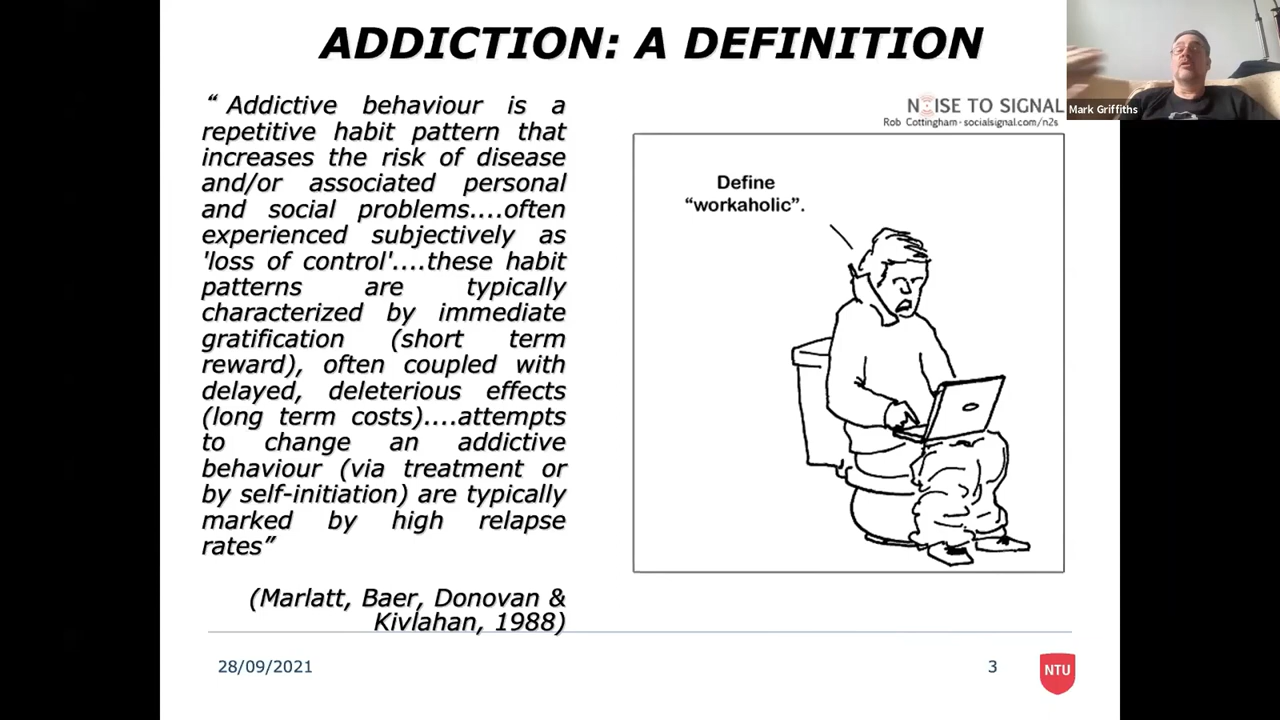 ADDICTION: A DEFINITION
“ Addictive behaviour is a
repetitive habit pattern that
increases the risk of disease
and/or associated personal
and social problems....often
experienced subjectively as
'loss of control'....these habit
patterns are typically
characterized by immediate
gratification (short term
reward), often coupled with
delayed, deleterious effects
(long term costs)....attempts
to change an addictive
behaviour (via treatment or
by self-initiation) are typically
marked by high relapse
rates”
(Marlatt, Baer, Donovan &
Kivlahan, 1988)
NOISE TO SIGNAL
Rob Cottingham - socialsignal.com/n2s
Define
“workaholic”.
Mark Griffiths
28/09/2021
3
NTU